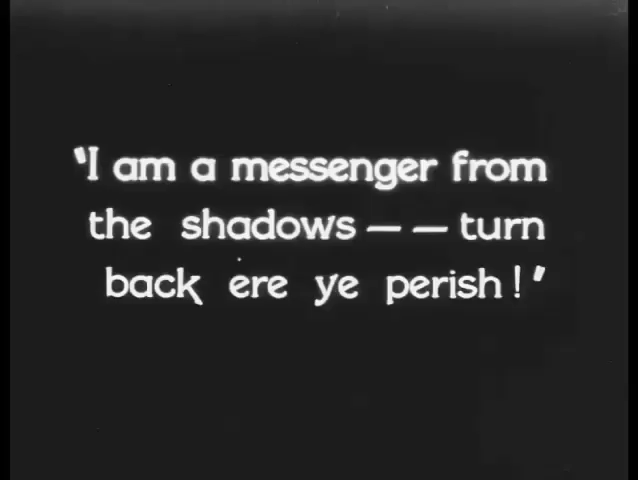 "I am a messenger from
the shadows — — turn
back ere ye perish!"